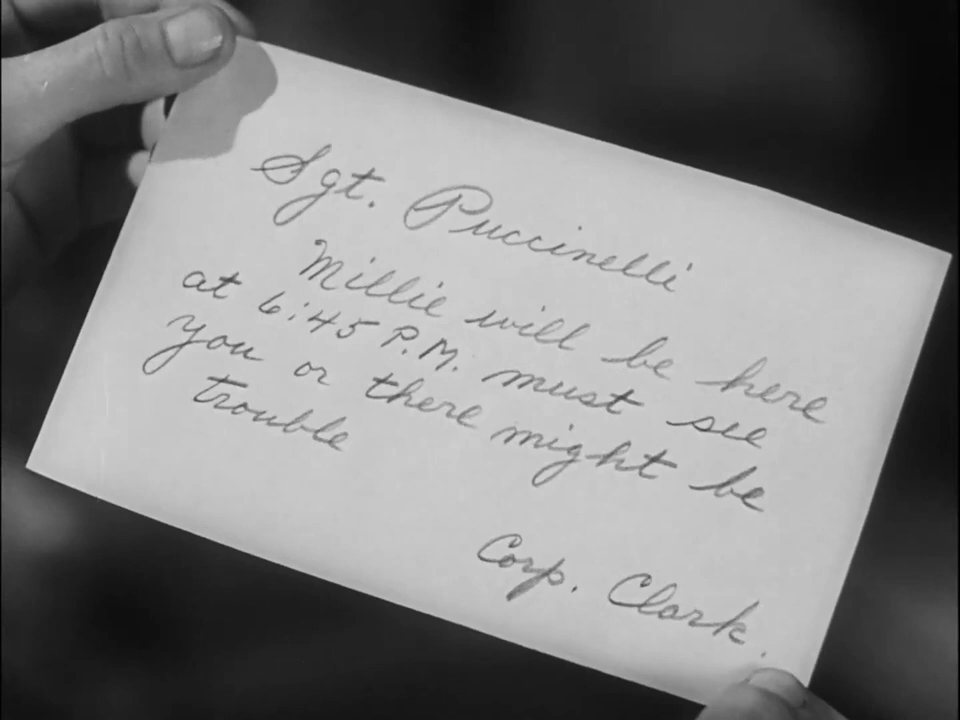 Sgt. Puccinelli
Millie will be here
at 6:45 P.M. must see
you or there might be
trouble
Corp. Clark.